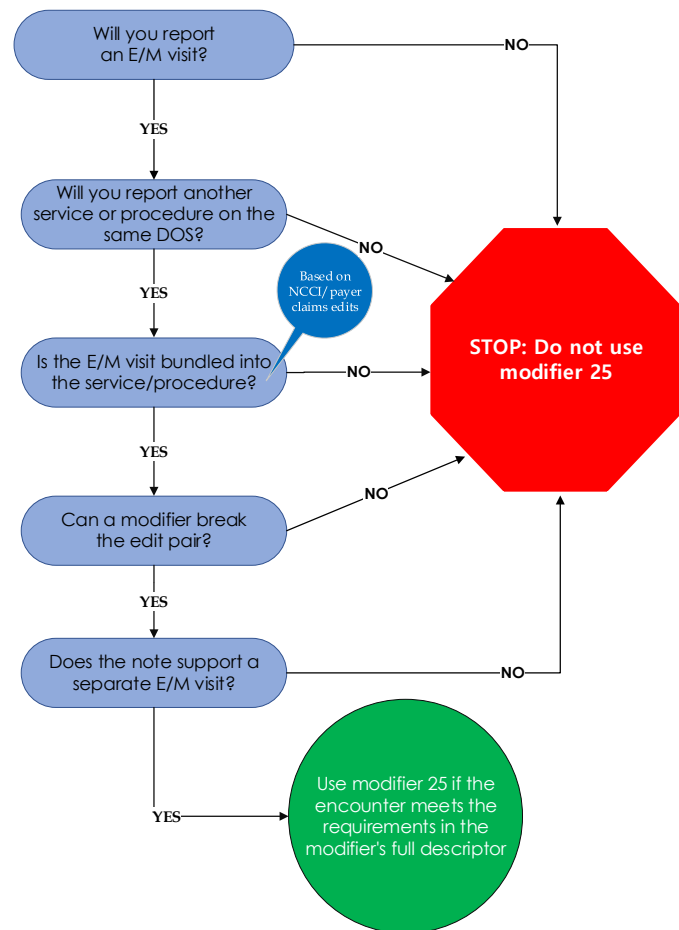 Will you report
an E/M visit?
NO
YES
Will you report another
service or procedure on the
same DOS?
NO
YES
Based on
NCCI/payer
claims edits
Is the E/M visit bundled into
the service/procedure?
NO
STOP: Do not use
modifier 25
YES
Can a modifier break
the edit pair?
NO
YES
Does the note support a
separate E/M visit?
NO
YES
Use modifier 25 if the
encounter meets the
requirements in the
modifier's full descriptor